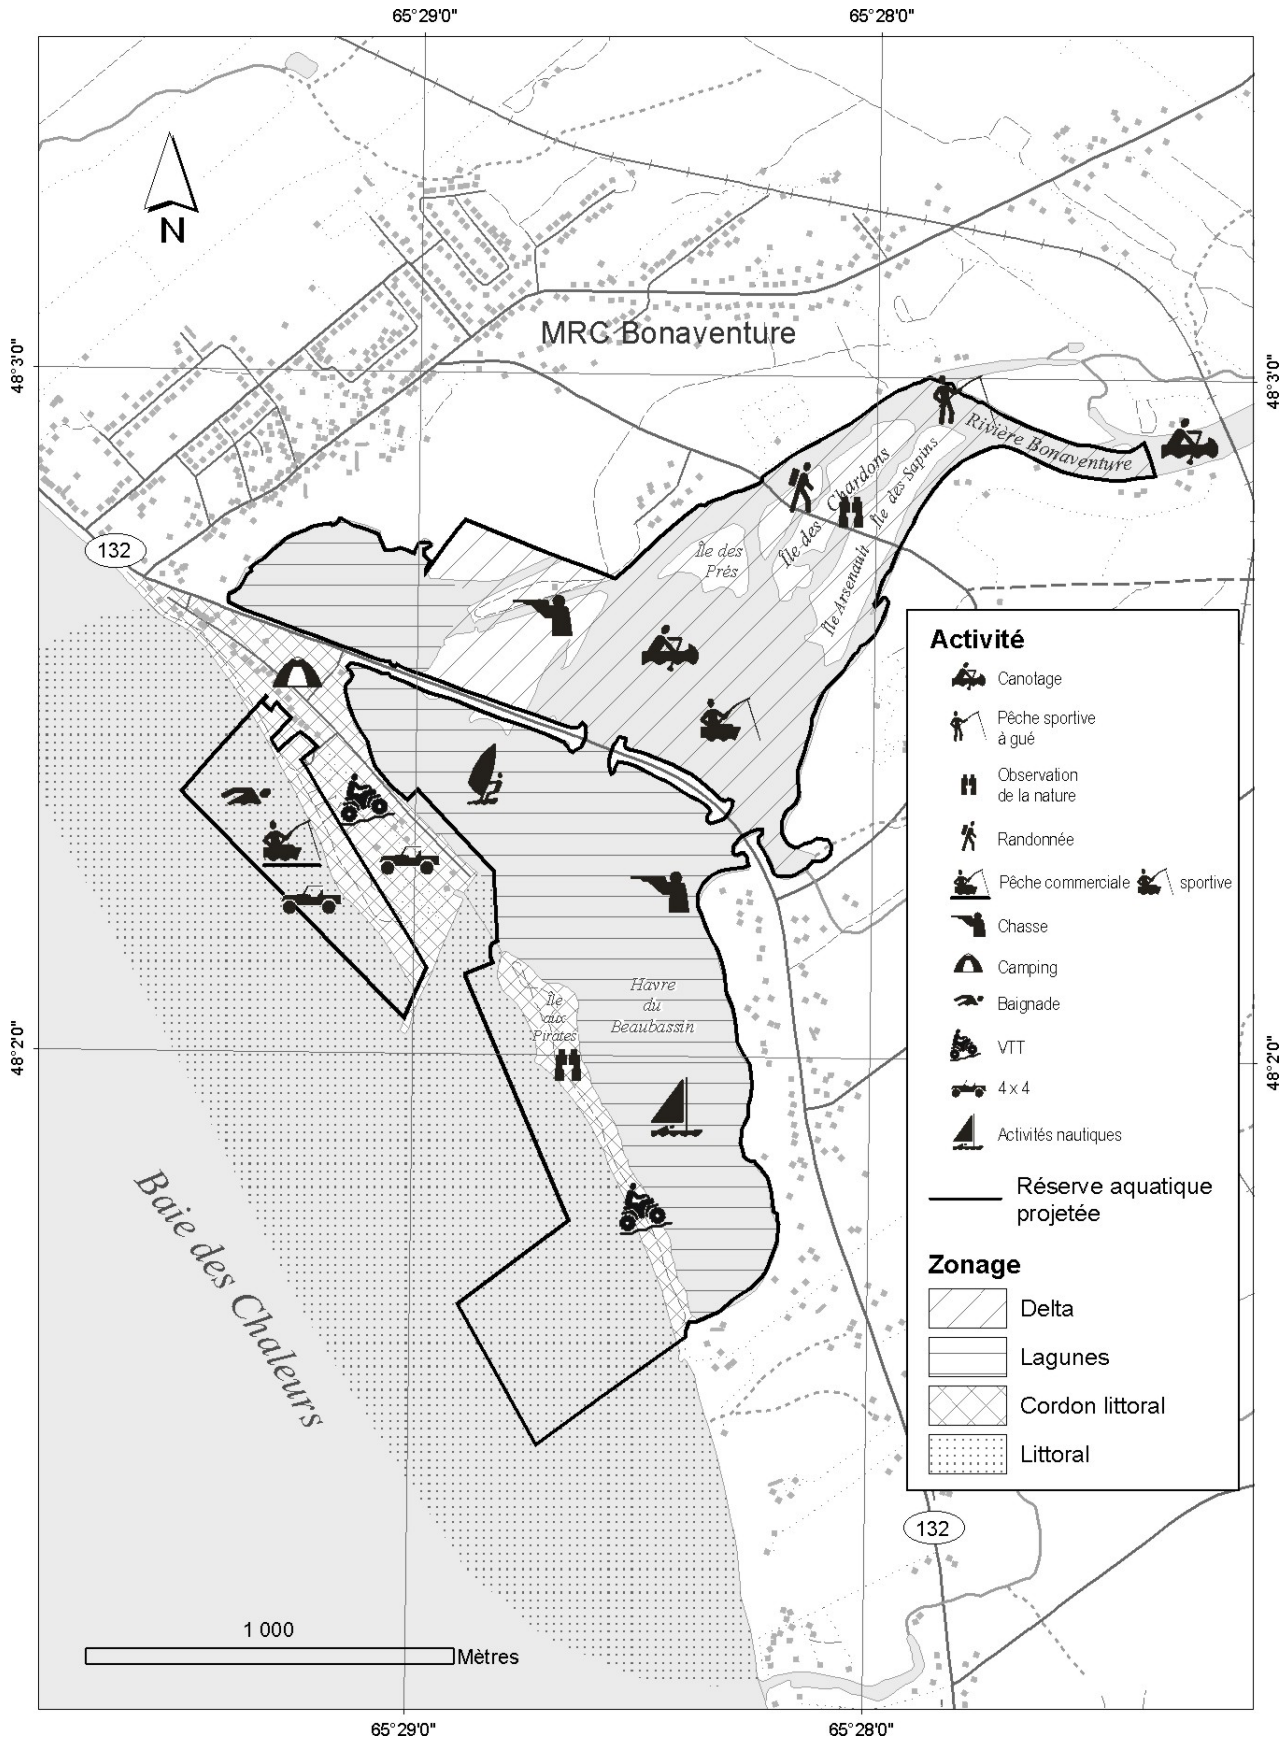 65°29'0"
65°28'0"
N
MRC Bonaventure
48°3'0"
48°3'0"
Rivière Bonaventure
Île des Chardons
Île des Sapins
Île des
Prés
Île Arsenault
132
Activité
Canotage
Pêche sportive
à gué
Observation
de la nature
Randonnée
Pêche commerciale
sportive
Chasse
Camping
Baignade
VTT
4 x 4
Activités nautiques
Réserve aquatique
projetée
Zonage
Delta
Lagunes
Cordon littoral
Littoral
Havre
du
Beaubassin
Île
aux
Pirates
48°2'0"
48°2'0"
Baie des Chaleurs
132
1 000
Mètres
65°29'0"
65°28'0"